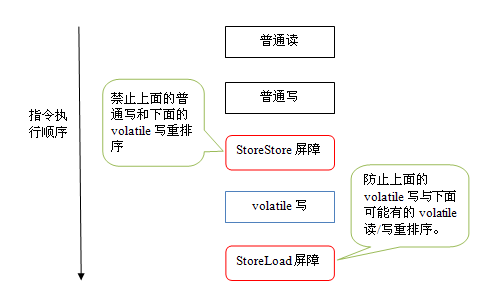 普通读
指令执
行顺序
禁止上面的普
通写和下面的
volatile 写重排
序
普通写
StoreStore 屏障
防止上面的
volatile 写与下面
可能有的 volatile
读/写重排序。
volatile 写
StoreLoad 屏障